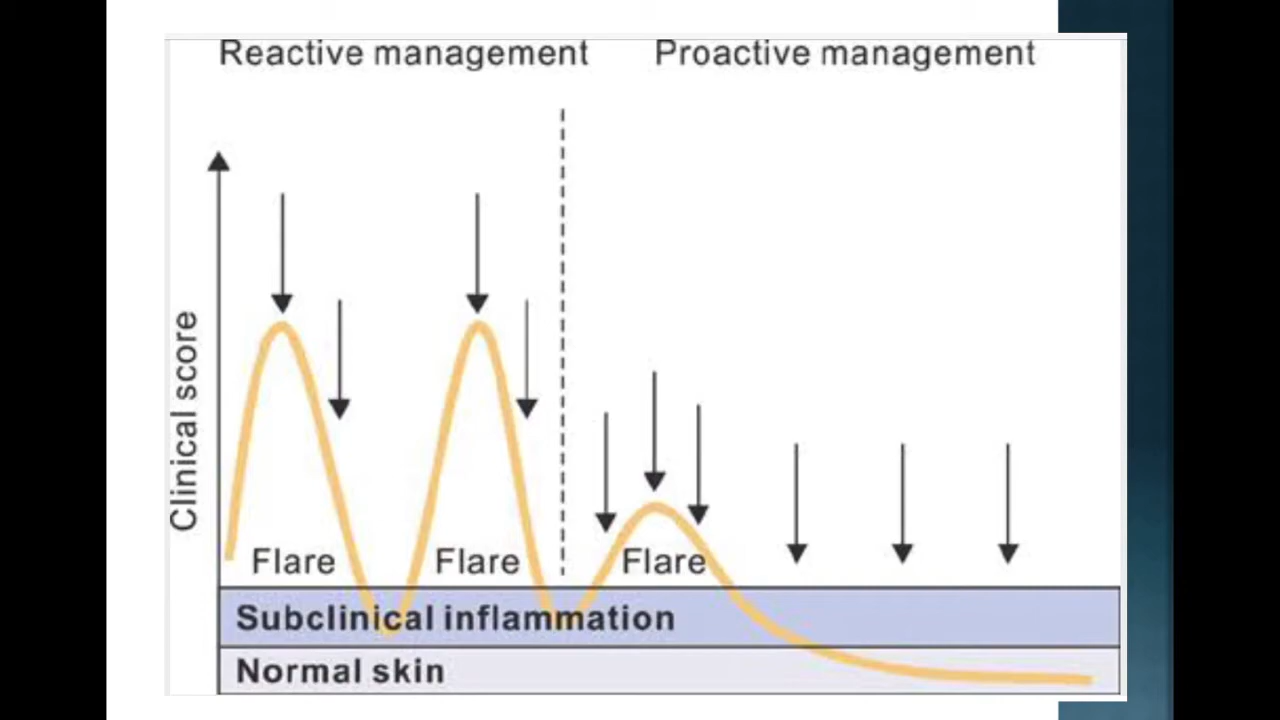 Reactive management
Proactive management
Clinical score
Flare
Flare
Flare
Subclinical inflammation
Normal skin